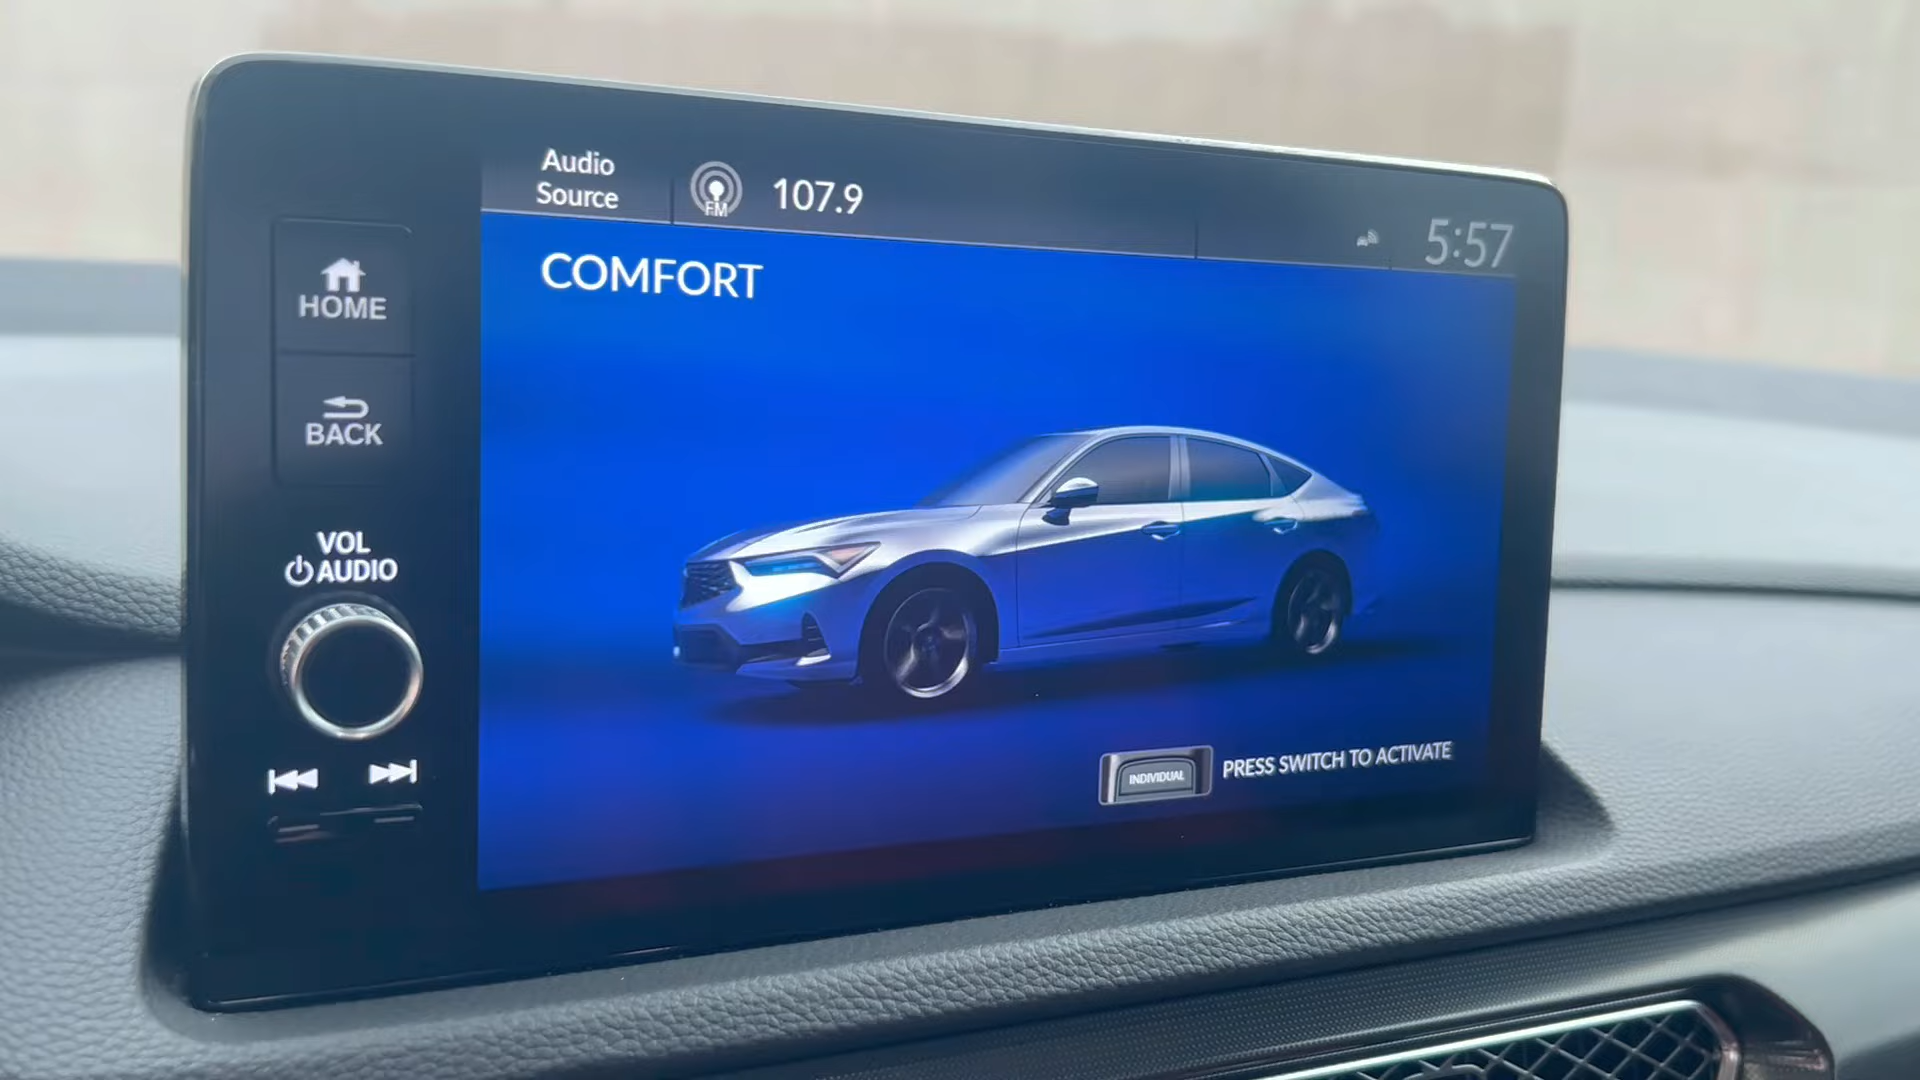 Audio
Source
FM
107.9
5:57
HOME
BACK
VOL
AUDIO
COMFORT
INDIVIDUAL
PRESS SWITCH TO ACTIVATE